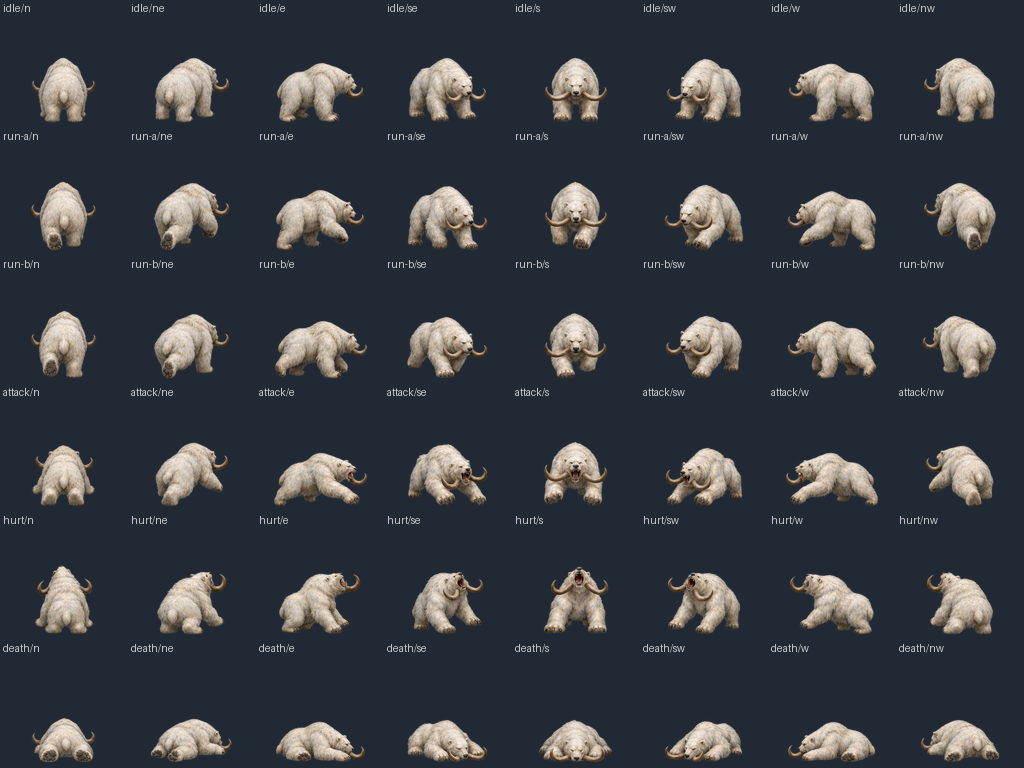 idle/n idle/ne idle/e idle/se idle/s idle/sw idle/w idle/nw
run-a/n run-a/ne run-a/e run-a/se run-a/s run-a/sw run-a/w run-a/nw
run-b/n run-b/ne run-b/e run-b/se run-b/s run-b/sw run-b/w run-b/nw
attack/n attack/ne attack/e attack/se attack/s attack/sw attack/w attack/nw
hurt/n hurt/ne hurt/e hurt/se hurt/s hurt/sw hurt/w hurt/nw
death/n death/ne death/e death/se death/s death/sw death/w death/nw